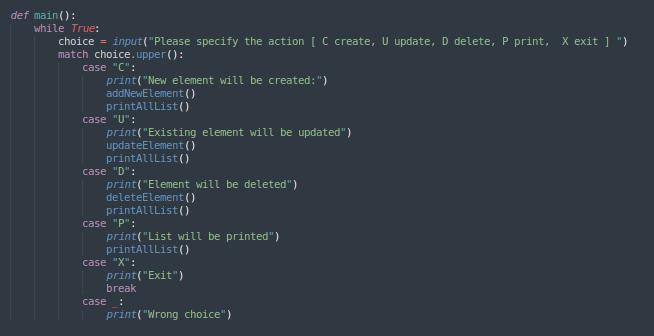 def main():
    while True:
        choice = input("Please specify the action [ C create, U update, D delete, P print,  X exit ] ")
        match choice.upper():
            case "C":
                print("New element will be created:")
                addNewElement()
                printAllList()
            case "U":
                print("Existing element will be updated")
                updateElement()
                printAllList()
            case "D":
                print("Element will be deleted")
                deleteElement()
                printAllList()
            case "P":
                print("List will be printed")
                printAllList()
            case "X":
                print("Exit")
                break
            case _:
                print("Wrong choice")